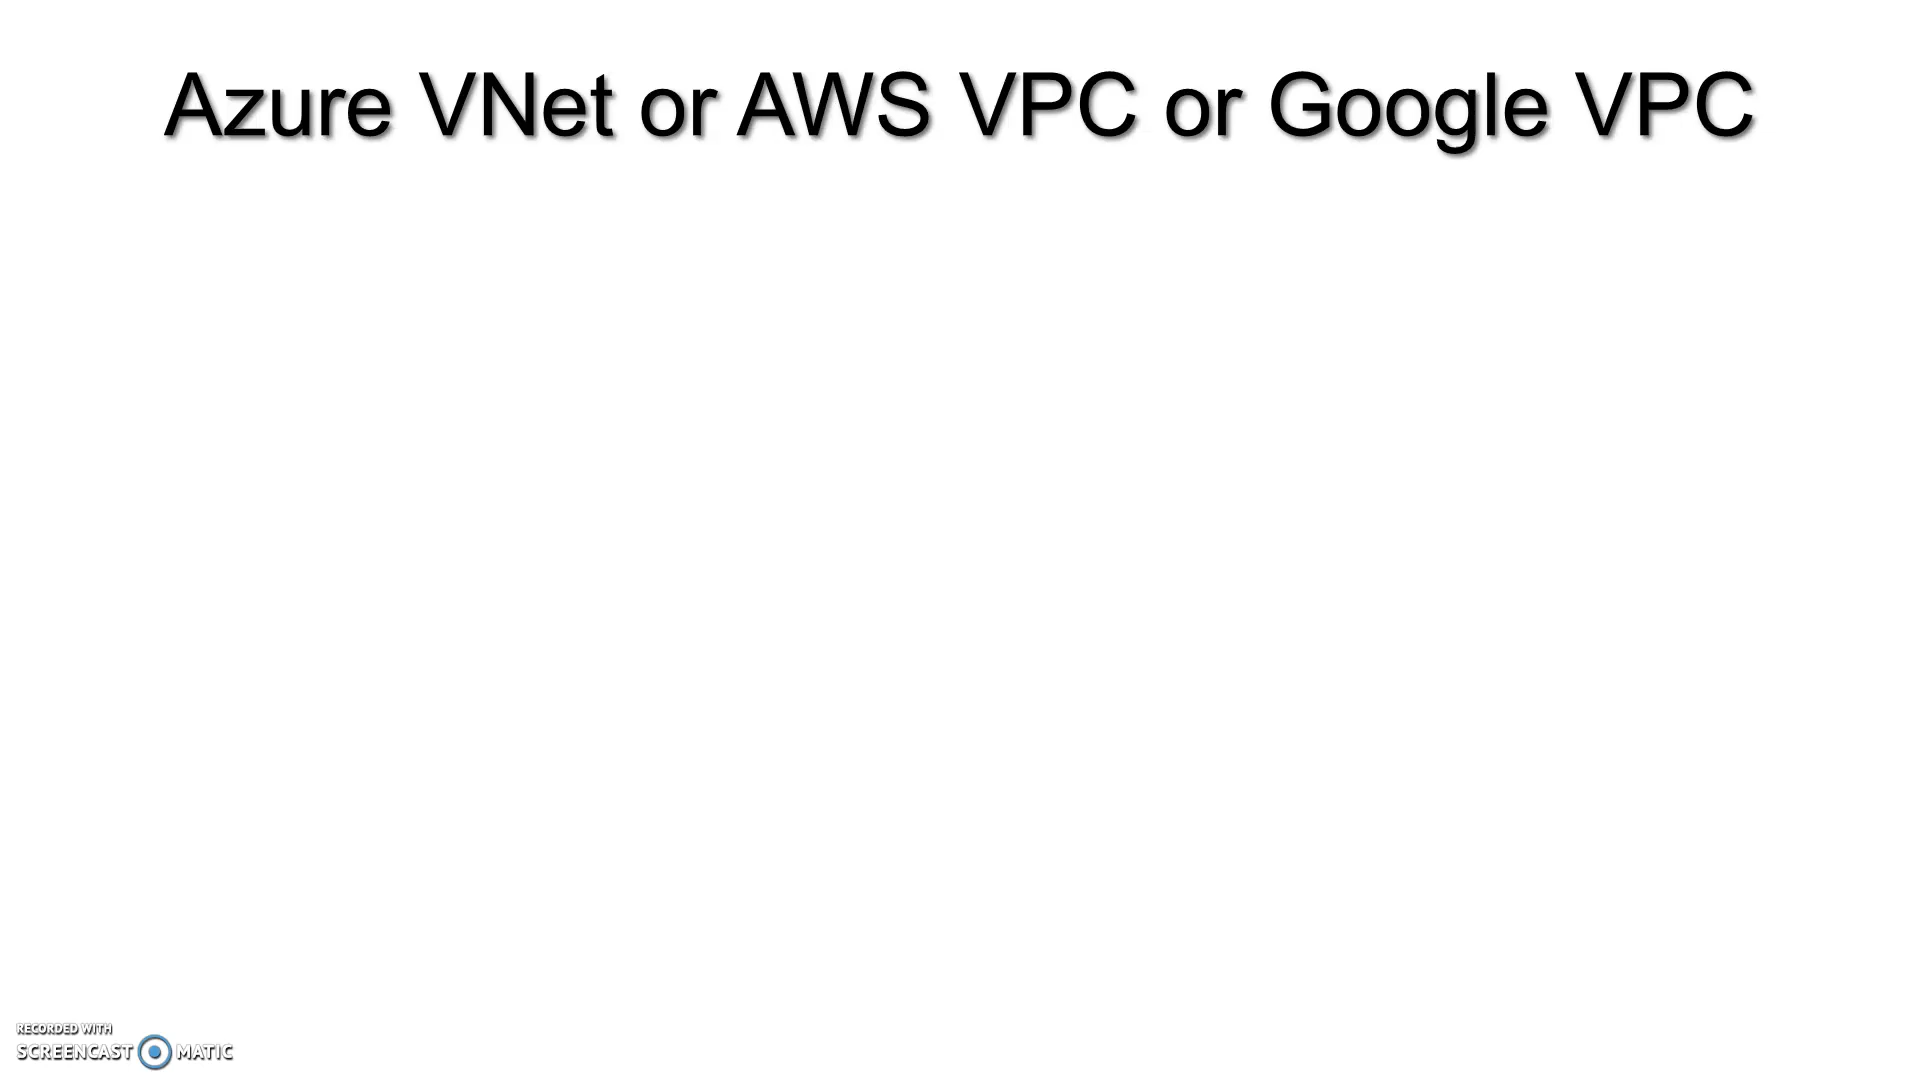 Azure VNet or AWS VPC or Google VPC
RECORDED WITH
SCREENCAST MATIC